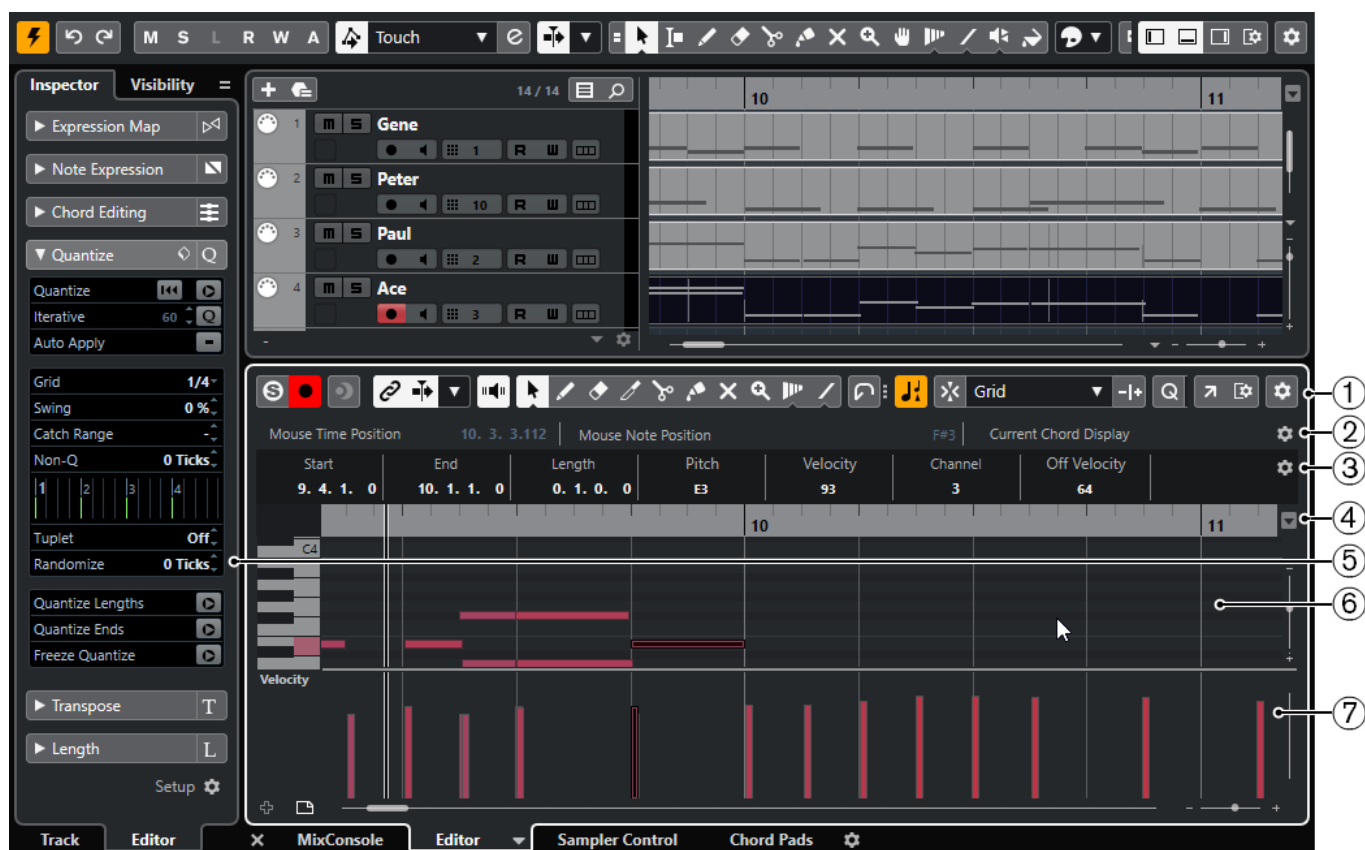 M S L R W A Touch
Inspector Visibility
Expression Map
Note Expression
Chord Editing
Quantize Q
Quantize
Iterative 60 Q
Auto Apply
Grid 1/4
Swing 0 %
Catch Range -
Non-Q 0 Ticks
1 2 3 4
Tuplet Off
Randomize 0 Ticks
Quantize Lengths
Quantize Ends
Freeze Quantize
Transpose T
Length L
Setup
Track Editor
14 / 14
10 11
1 m S Gene
1 R W
2 m S Peter
10 R W
3 m S Paul
2 R W
4 m S Ace
3 R W
-
S Grid Q
1
Mouse Time Position 10. 3. 3.112 Mouse Note Position F#3 Current Chord Display
2
Start End Length Pitch Velocity Channel Off Velocity
9. 4. 1. 0 10. 1. 1. 0 0. 1. 0. 0 E3 93 3 64
3
10 11
4
C4
5
6
Velocity
7
MixConsole Editor Sampler Control Chord Pads